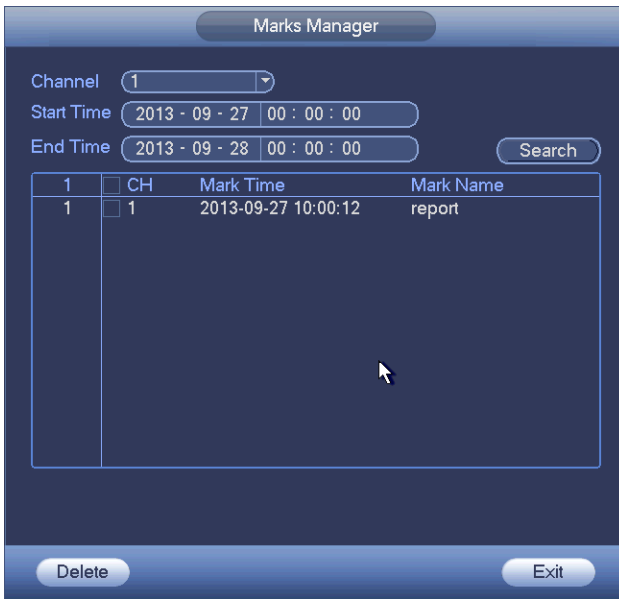 Marks Manager
Channel 1
Start Time 2013 - 09 - 27 00 : 00 : 00
End Time 2013 - 09 - 28 00 : 00 : 00
Search
1 CH Mark Time Mark Name
1 1 2013-09-27 10:00:12 report
Delete Exit